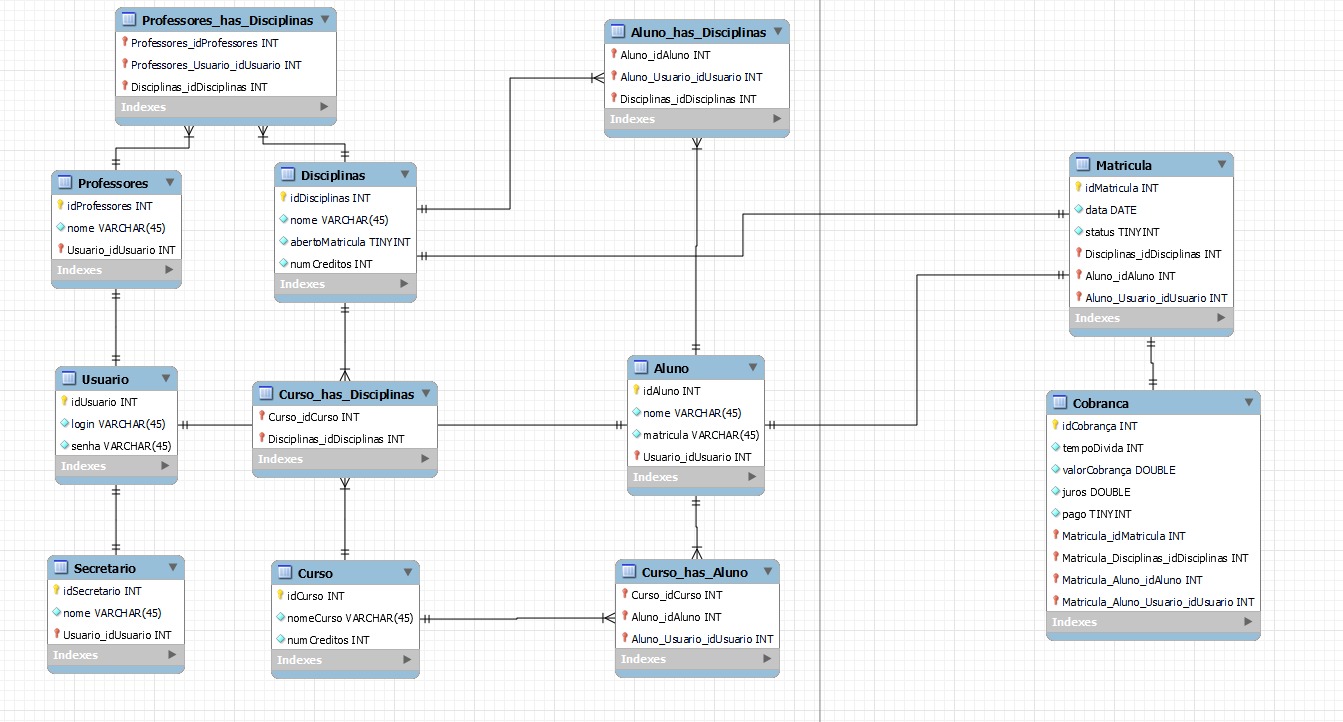 Professores_has_Disciplinas
Professores_idProfessores INT
Professores_Usuario_idUsuario INT
Disciplinas_idDisciplinas INT
Indexes
Aluno_has_Disciplinas
Aluno_idAluno INT
Aluno_Usuario_idUsuario INT
Disciplinas_idDisciplinas INT
Indexes
Professores
idProfessores INT
nome VARCHAR(45)
Usuario_idUsuario INT
Indexes
Disciplinas
idDisciplinas INT
nome VARCHAR(45)
abertoMatricula TINYINT
numCreditos INT
Indexes
Matricula
idMatricula INT
data DATE
status TINYINT
Disciplinas_idDisciplinas INT
Aluno_idAluno INT
Aluno_Usuario_idUsuario INT
Indexes
Usuario
idUsuario INT
login VARCHAR(45)
senha VARCHAR(45)
Indexes
Curso_has_Disciplinas
Curso_idCurso INT
Disciplinas_idDisciplinas INT
Indexes
Aluno
idAluno INT
nome VARCHAR(45)
matricula VARCHAR(45)
Usuario_idUsuario INT
Indexes
Cobranca
idCobrança INT
tempoDivida INT
valorCobrança DOUBLE
juros DOUBLE
pago TINYINT
Matricula_idMatricula INT
Matricula_Disciplinas_idDisciplinas INT
Matricula_Aluno_idAluno INT
Matricula_Aluno_Usuario_idUsuario INT
Indexes
Secretario
idSecretario INT
nome VARCHAR(45)
Usuario_idUsuario INT
Indexes
Curso
idCurso INT
nomeCurso VARCHAR(45)
numCreditos INT
Indexes
Curso_has_Aluno
Curso_idCurso INT
Aluno_idAluno INT
Aluno_Usuario_idUsuario INT
Indexes